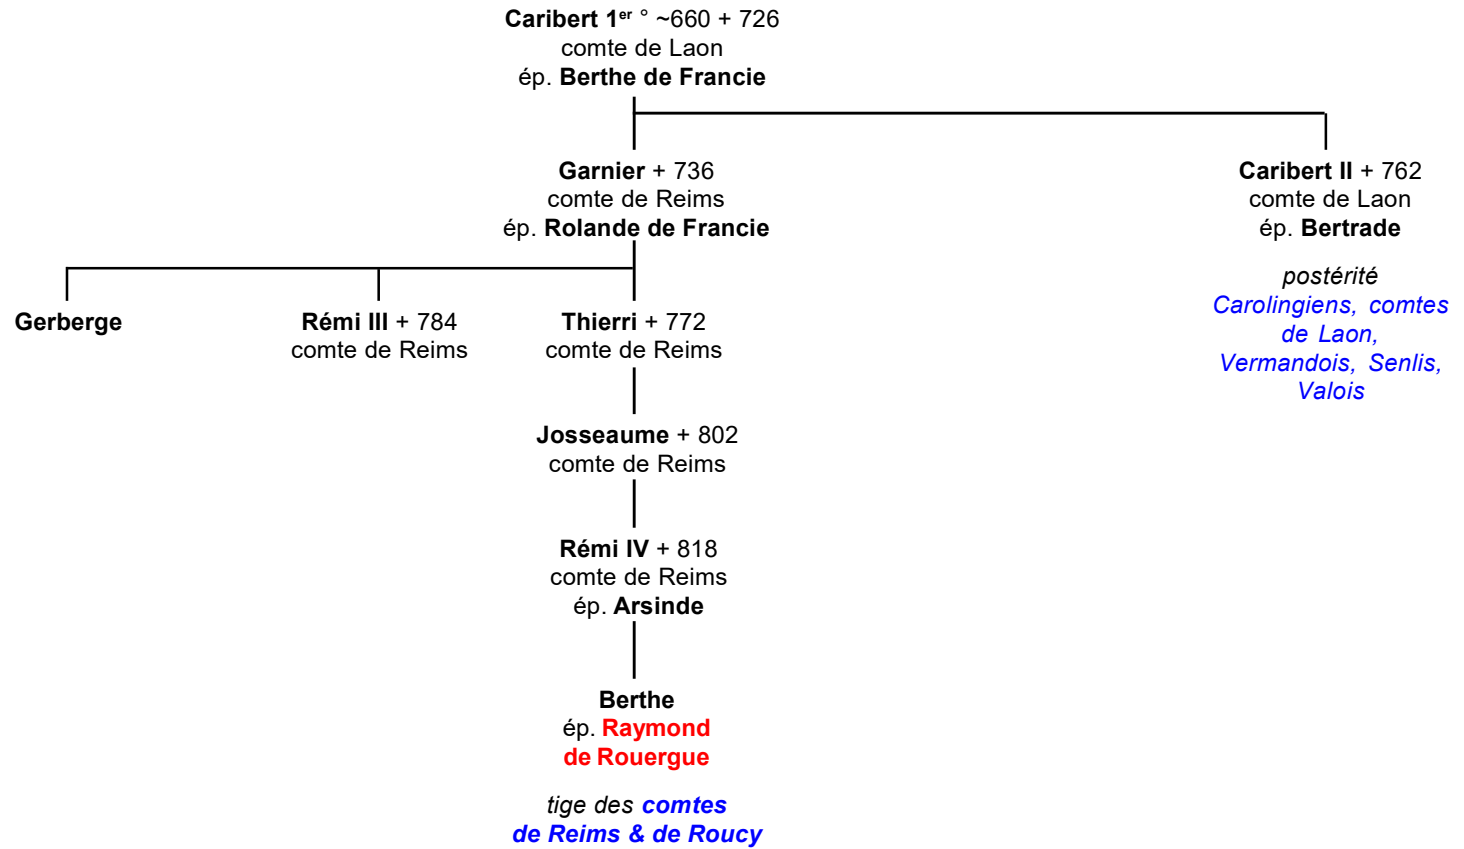 Caribert 1er ° ~660 + 726
comte de Laon
ép. Berthe de Francie
Garnier + 736
comte de Reims
ép. Rolande de Francie
Caribert II + 762
comte de Laon
ép. Bertrade
postérité
Carolingiens, comtes
de Laon,
Vermandois, Senlis,
Valois
Gerberge
Rémi III + 784
comte de Reims
Thierri + 772
comte de Reims
Josseaume + 802
comte de Reims
Rémi IV + 818
comte de Reims
ép. Arsinde
Berthe
ép. Raymond
de Rouergue
tige des comtes
de Reims & de Roucy